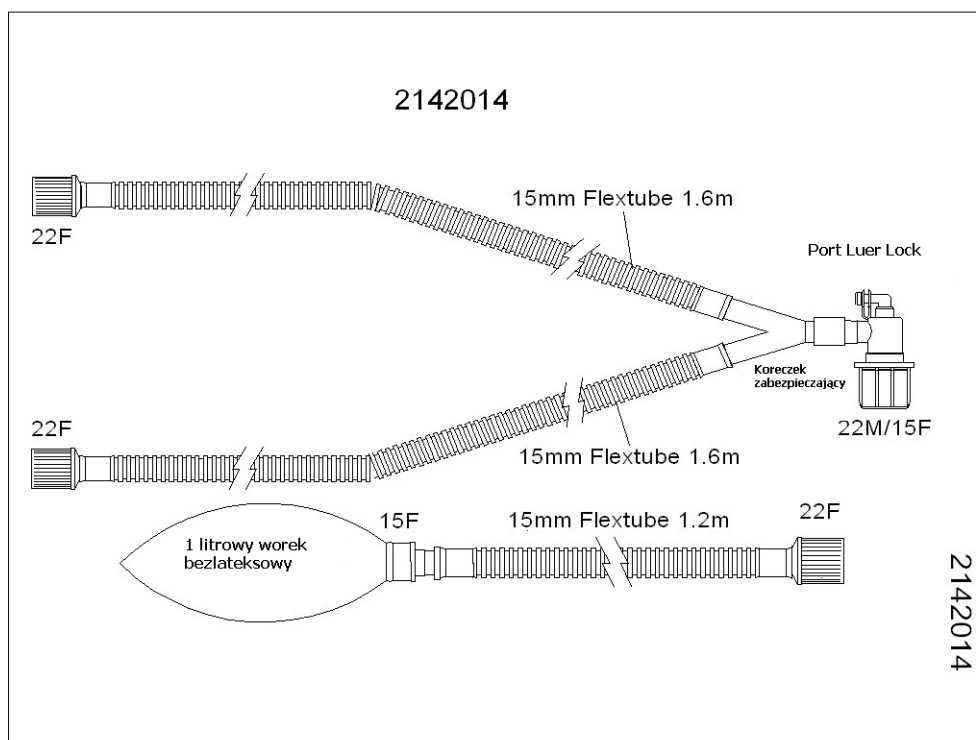 2142014
15mm Flextube 1.6m
22F
Port Luer Lock
Koreczek
zabezpieczający
22M/15F
22F
15mm Flextube 1.6m
15F
15mm Flextube 1.2m
22F
1 litrowy worek
bezlateksowy
2142014